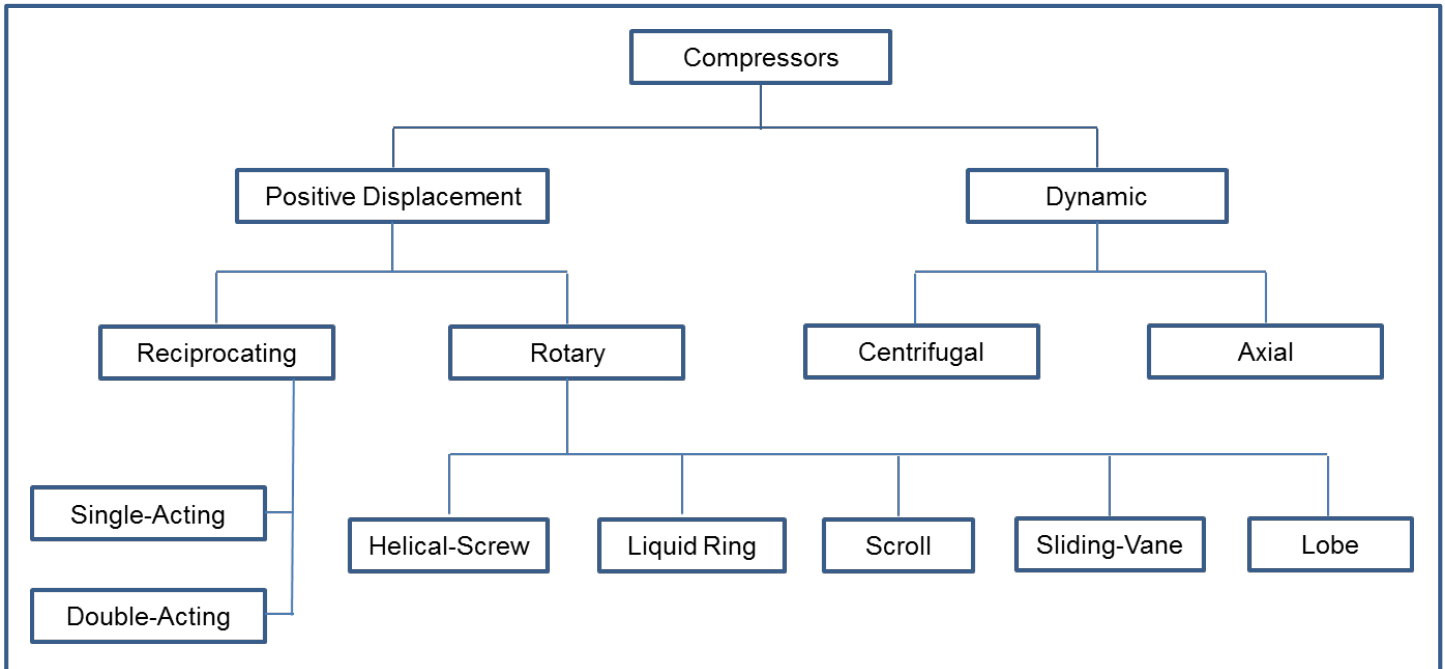 Compressors
Positive Displacement
Dynamic
Reciprocating
Rotary
Centrifugal
Axial
Single-Acting
Double-Acting
Helical-Screw
Liquid Ring
Scroll
Sliding-Vane
Lobe